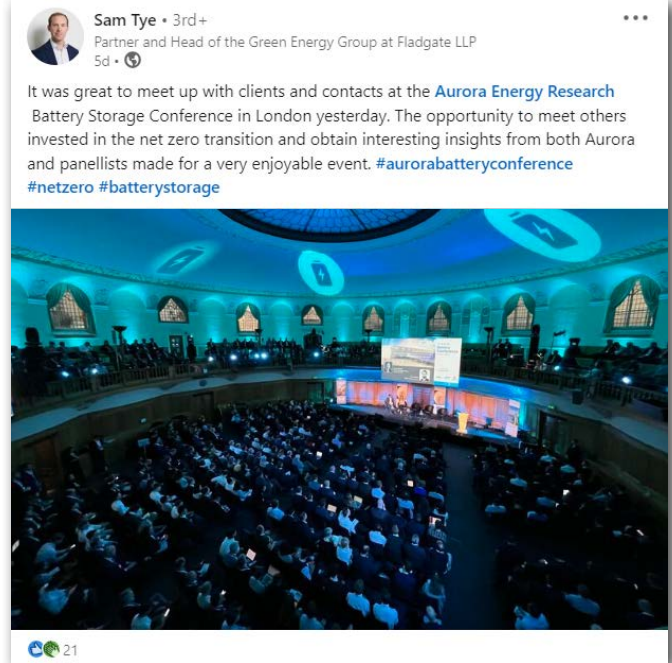 Sam Tye • 3rd+
Partner and Head of the Green Energy Group at Fladgate LLP
5d •
It was great to meet up with clients and contacts at the Aurora Energy Research
Battery Storage Conference in London yesterday. The opportunity to meet others
invested in the net zero transition and obtain interesting insights from both Aurora
and panellists made for a very enjoyable event. #aurorabatteryconference
#netzero #batterystorage
21